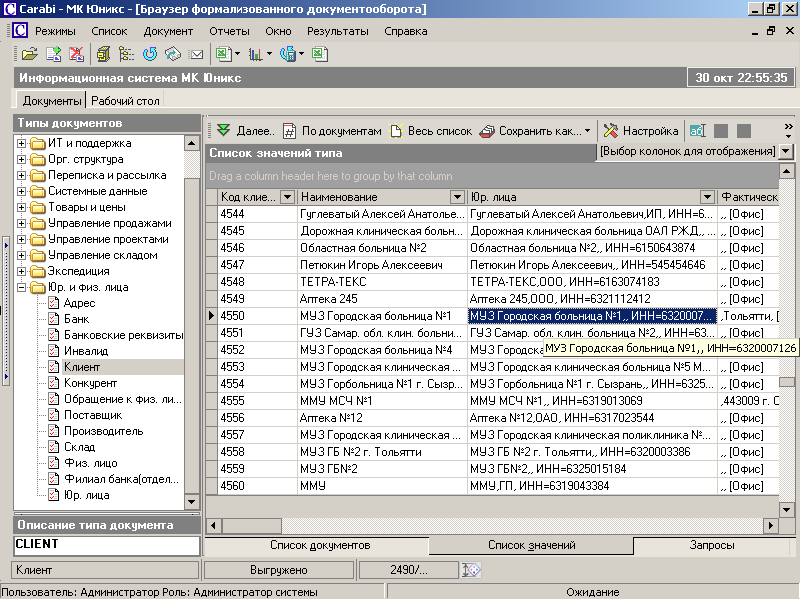 Carabi - МК Юникс - [Браузер формализованного документооборота]
Режимы Список Документ Отчеты Окно Результаты Справка
Информационная система МК Юникс 30 окт 22:55:35
Документы Рабочий стол
Типы документов
ИТ и поддержка
Орг. структура
Переписка и рассылка
Системные данные
Товары и цены
Управление продажами
Управление проектами
Управление складом
Экспедиция
Юр. и физ. лица
Адрес
Банк
Банковские реквизиты
Инвалид
Клиент
Конкурент
Обращение к физ. ли...
Поставщик
Производитель
Склад
Физ. лицо
Филиал банка(отдел...
Юр. лица
Описание типа документа
CLIENT
Далее.. По документам Весь список Сохранить как... Настройка
Список значений типа [Выбор колонок для отображения]
Drag a column header here to group by that column
Код клие... Наименование Юр. лица Фактическ
4544 Гуглеватый Алексей Анатолье... Гуглеватый Алексей Анатольевич,ИП, ИНН=6... ,, [Офис]
4545 Дорожная клиническая больн... Дорожная клиническая больница ОАЛ РЖД,, ... ,, [Офис]
4546 Областная больница №2 Областная больница №2,, ИНН=6150643874 ,, [Офис]
4547 Петюкин Игорь Алексеевич Петюкин Игорь Алексеевич,, ИНН=545454646 ,, [Офис]
4548 ТЕТРА-ТЕКС ТЕТРА-ТЕКС,ООО, ИНН=6163074183 ,, [Офис]
4549 Аптека 245 Аптека 245,ООО, ИНН=6321112412 ,, [Офис]
4550 МУЗ Городская больница №1 МУЗ Городская больница №1,, ИНН=6320007... ,Тольятти, [
4551 ГУЗ Самар. обл. клин. больни... ГУЗ Самар. обл. клин. больница №2,, ИНН=63... ,, [Офис]
4552 МУЗ Городская больница №4 МУЗ Городска
МУЗ Городская больница №1,, ИНН=6320007126
4553 МУЗ Городская клиническая ... МУЗ Городская клиническая больница №5 М... ,, [Офис]
4554 МУЗ Горбольница №1 г. Сызр... МУЗ Горбольница №1 г. Сызрань,, ИНН=6325... ,, [Офис]
4555 ММУ МСЧ №1 ММУ МСЧ №1,, ИНН=6319013069 ,443009 г. С
4556 Аптека №12 Аптека №12,ОАО, ИНН=6317023544 ,, [Офис]
4557 МУЗ Городская клиническая ... МУЗ Городская клиническая поликлиника №... ,, [Офис]
4558 МУЗ ГБ №2 г. Тольятти МУЗ ГБ №2 г. Тольятти,, ИНН=6320003386 ,, [Офис]
4559 МУЗ ГБ№2 МУЗ ГБ№2,, ИНН=6325015184 ,, [Офис]
4560 ММУ ММУ,ГП, ИНН=6319043384 ,, [Офис]
Список документов Список значений Запросы
Клиент Выгружено 2490/...
Пользователь: Администратор Роль: Администратор системы Ожидание